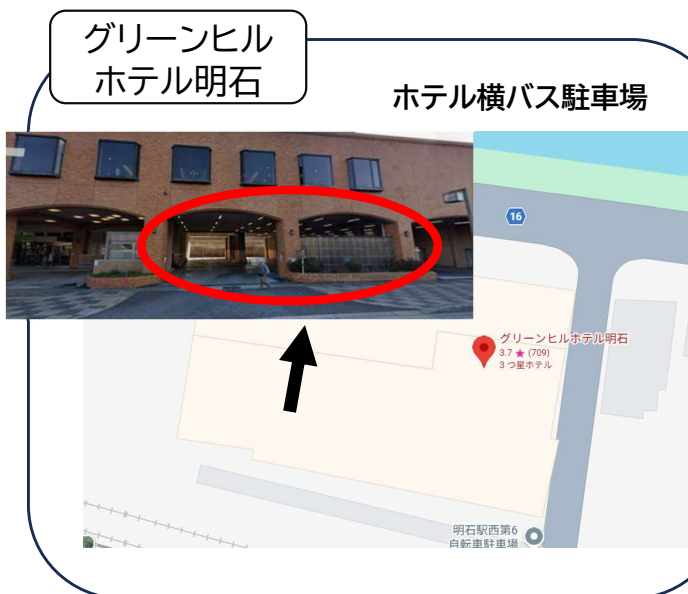 グリーンヒル
ホテル明石
ホテル横バス駐車場
16
グリーンヒルホテル明石
3.7 ★ (709)
3 つ星ホテル
明石駅西第6
自転車駐車場